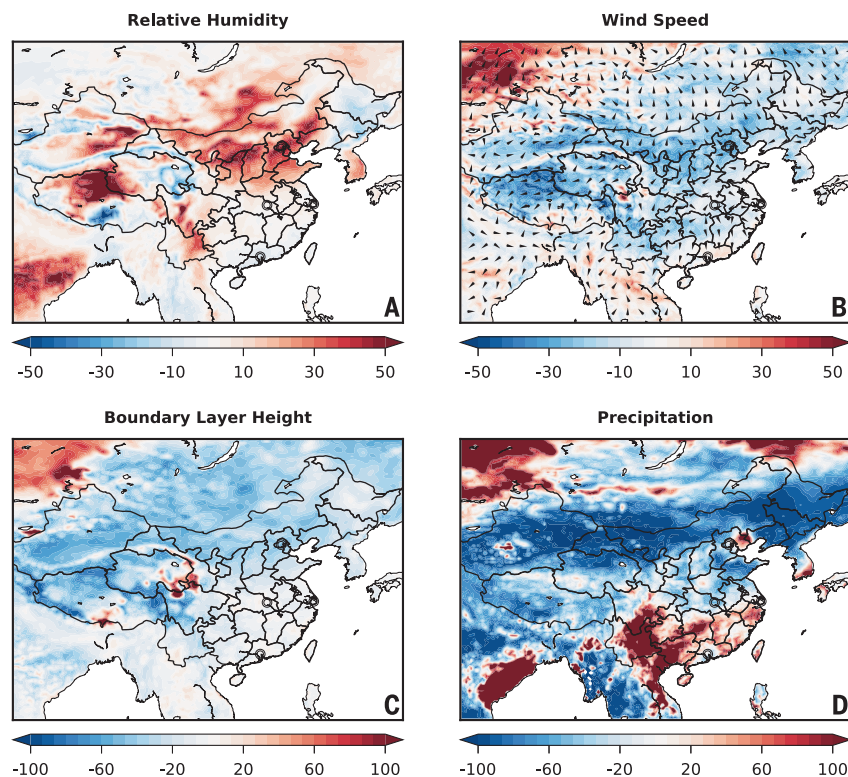 Relative Humidity
Wind Speed
A
B
-50 -30 -10 10 30 50
-50 -30 -10 10 30 50
Boundary Layer Height
Precipitation
C
D
-100 -60 -20 20 60 100
-100 -60 -20 20 60 100